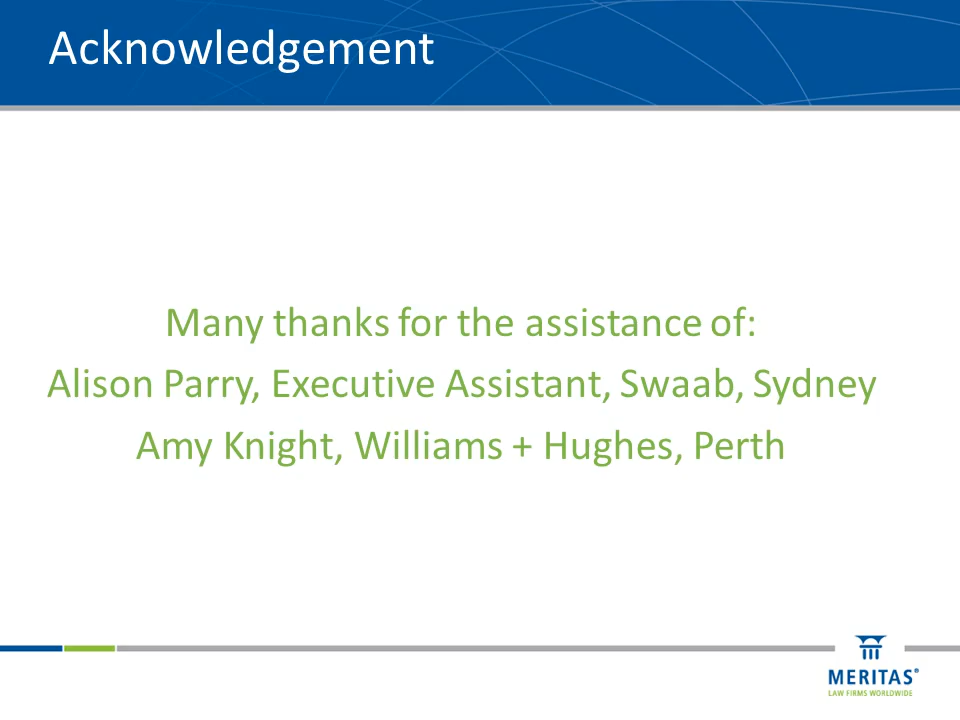 Acknowledgement
Many thanks for the assistance of:
Alison Parry, Executive Assistant, Swaab, Sydney
Amy Knight, Williams + Hughes, Perth
MERITAS®
LAW FIRMS WORLDWIDE